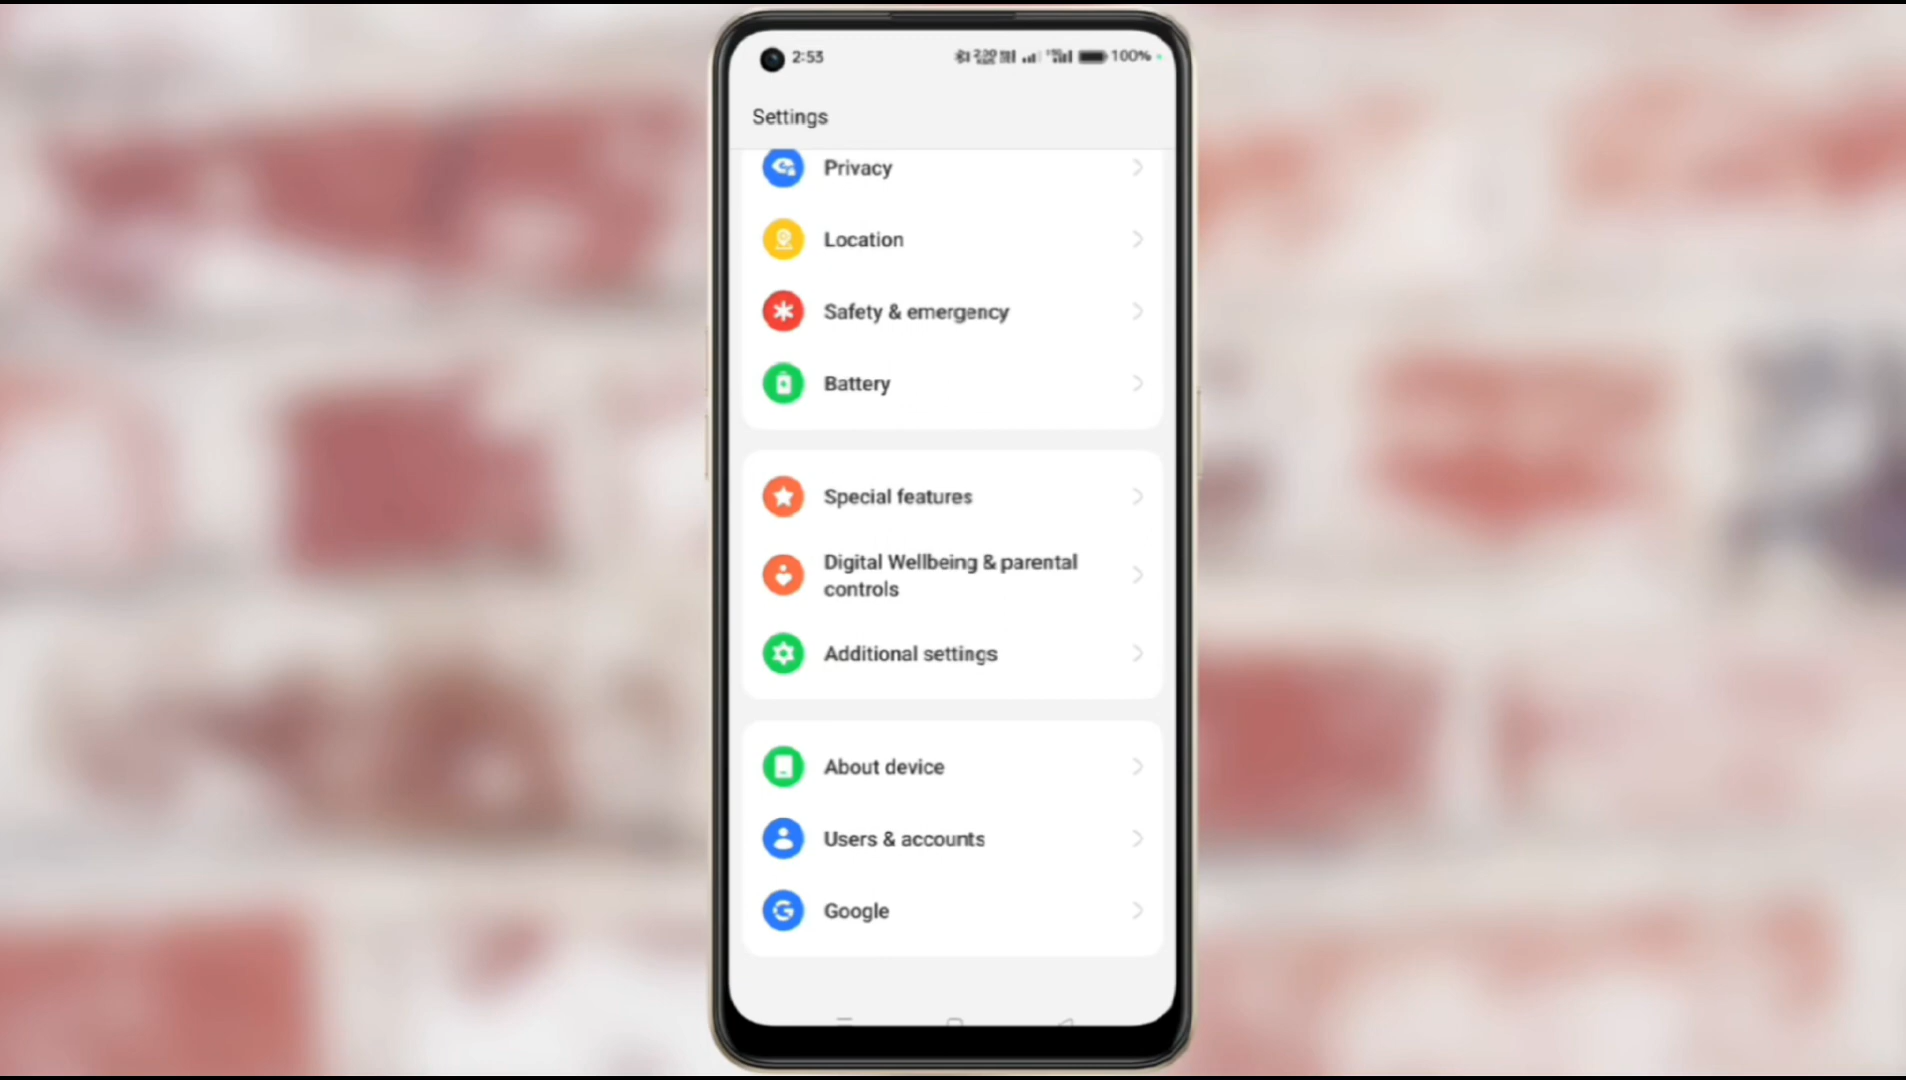 2:53
100%
Settings
Privacy
Location
Safety & emergency
Battery
Special features
Digital Wellbeing & parental
controls
Additional settings
About device
Users & accounts
Google